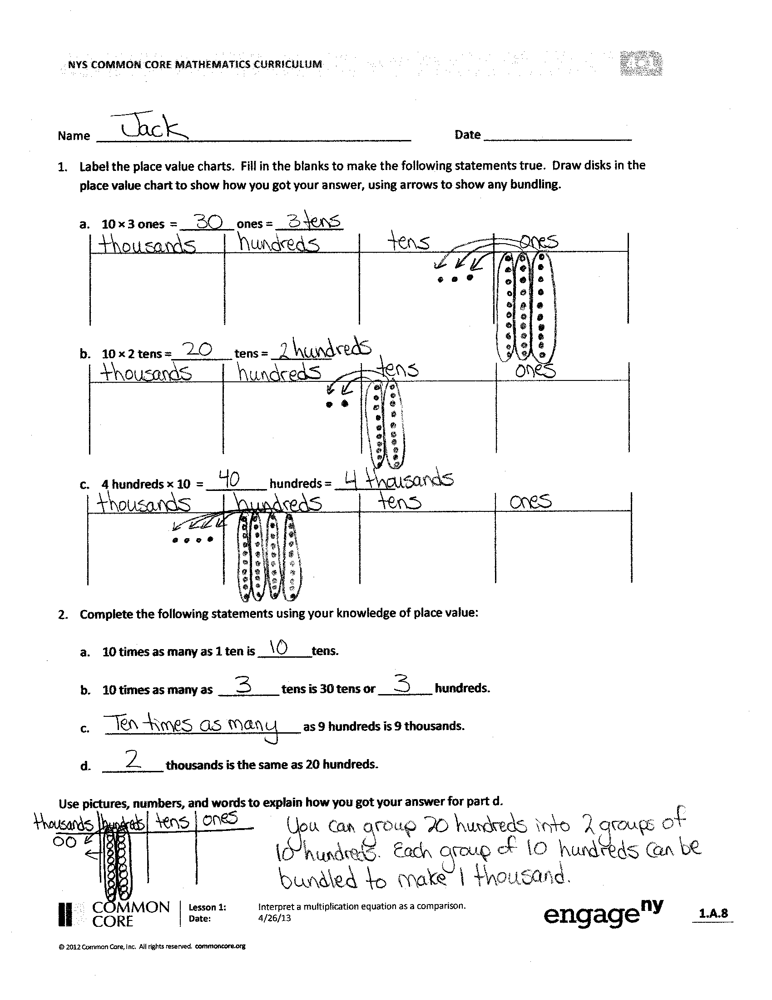 NYS COMMON CORE MATHEMATICS CURRICULUM
Name Jack Date
1. Label the place value charts. Fill in the blanks to make the following statements true. Draw disks in the
place value chart to show how you got your answer, using arrows to show any bundling.
a. 10 × 3 ones = 30 ones = 3 tens
thousands hundreds tens ones
b. 10 × 2 tens = 20 tens = 2 hundreds
thousands hundreds tens ones
c. 4 hundreds × 10 = 40 hundreds = 4 thousands
thousands hundreds tens ones
2. Complete the following statements using your knowledge of place value:
a. 10 times as many as 1 ten is 10 tens.
b. 10 times as many as 3 tens is 30 tens or 3 hundreds.
c. Ten times as many as 9 hundreds is 9 thousands.
d. 2 thousands is the same as 20 hundreds.
Use pictures, numbers, and words to explain how you got your answer for part d.
thousands hundreds tens ones
You can group 20 hundreds into 2 groups of
10 hundreds. Each group of 10 hundreds can be
bundled to make 1 thousand.
COMMON CORE
Lesson 1: Interpret a multiplication equation as a comparison.
Date: 4/26/13
engage ny
1.A.8
© 2012 Common Core, Inc. All rights reserved. commoncore.org